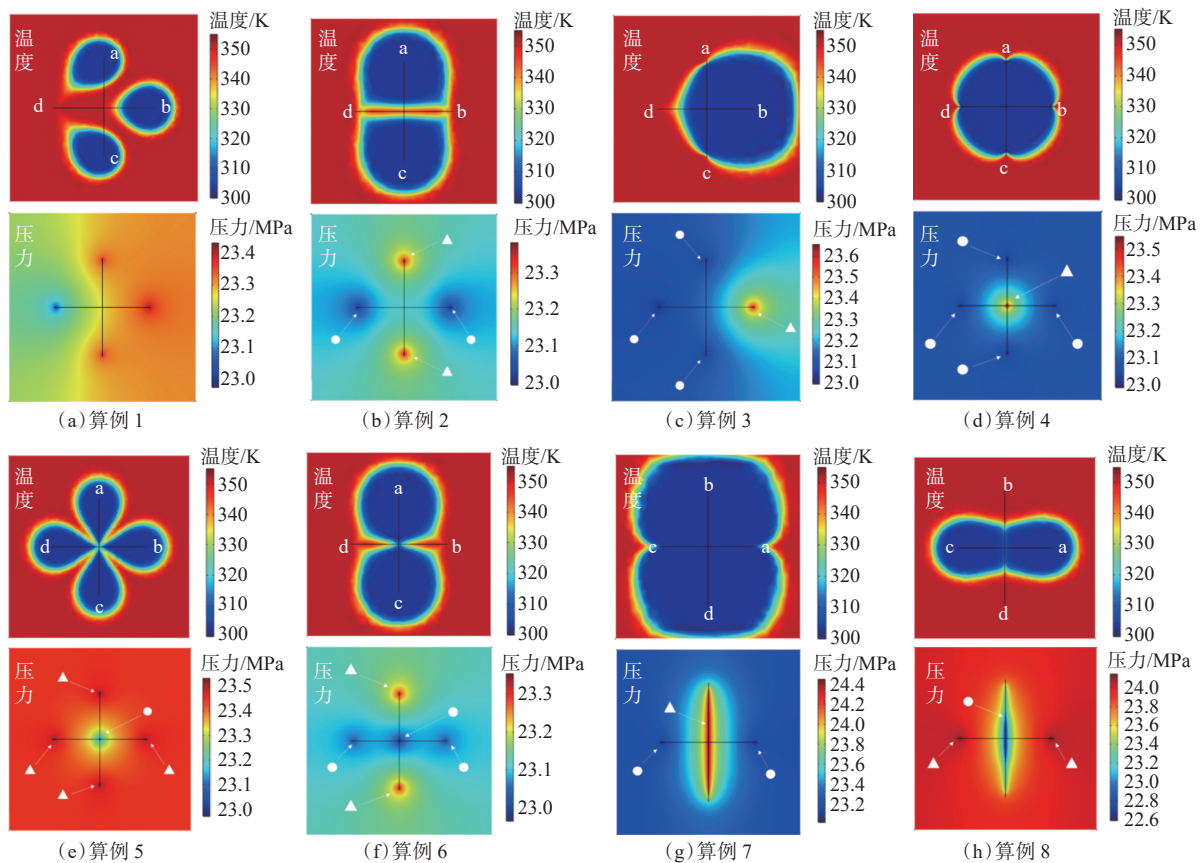 温度/K
温度
a
b
c
d
350
340
330
320
310
300
压力/MPa
压力
23.4
23.3
23.2
23.1
23.0
(a)算例 1
温度/K
温度
a
b
c
d
350
340
330
320
310
300
压力/MPa
压力
23.3
23.2
23.1
23.0
(b)算例 2
温度/K
温度
a
b
c
d
350
340
330
320
310
300
压力/MPa
压力
23.6
23.5
23.4
23.3
23.2
23.1
23.0
(c)算例 3
温度/K
温度
a
b
c
d
350
340
330
320
310
300
压力/MPa
压力
23.5
23.4
23.3
23.2
23.1
23.0
(d)算例 4
温度/K
温度
a
b
c
d
350
340
330
320
310
300
压力/MPa
压力
23.5
23.4
23.3
23.2
23.1
23.0
(e)算例 5
温度/K
温度
a
b
c
d
350
340
330
320
310
300
压力/MPa
压力
23.3
23.2
23.1
23.0
(f)算例 6
温度/K
温度
b
a
c
d
350
340
330
320
310
300
压力/MPa
压力
24.4
24.2
24.0
23.8
23.6
23.4
23.2
(g)算例 7
温度/K
温度
b
a
c
d
350
340
330
320
310
300
压力/MPa
压力
24.0
23.8
23.6
23.4
23.2
23.0
22.8
22.6
(h)算例 8